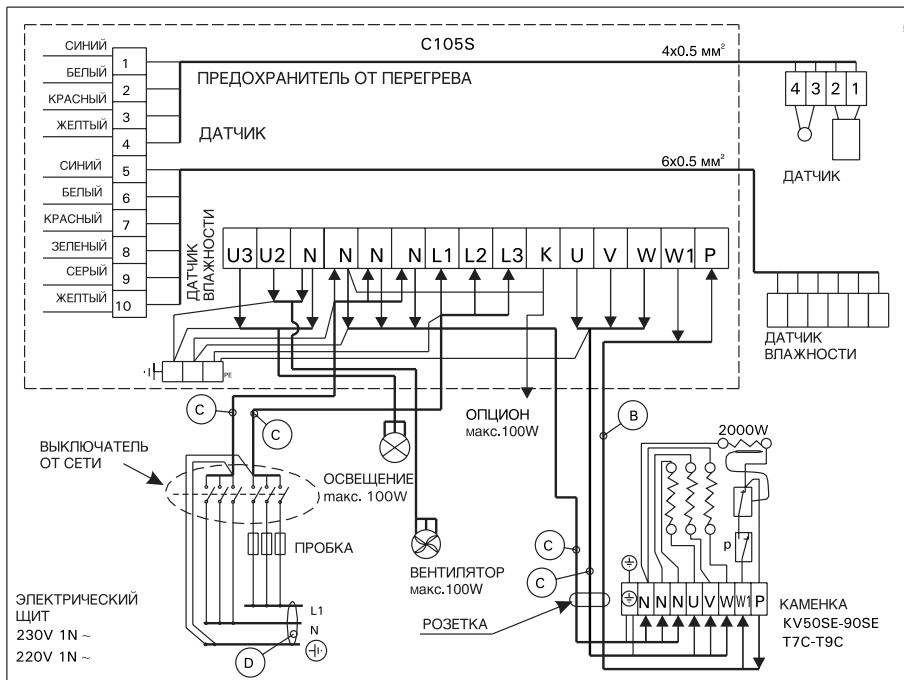 C105S
СИНИЙ
БЕЛЫЙ
КРАСНЫЙ
ЖЕЛТЫЙ
СИНИЙ
БЕЛЫЙ
КРАСНЫЙ
ЗЕЛЕНЫЙ
СЕРЫЙ
ЖЕЛТЫЙ
1
2
3
4
5
6
7
8
9
10
ПРЕДОХРАНИТЕЛЬ ОТ ПЕРЕГРЕВА
ДАТЧИК
4x0.5 мм²
4 3 2 1
ДАТЧИК
6x0.5 мм²
ДАТЧИК
ВЛАЖНОСТИ
U3 U2 N N N N L1 L2 L3 K U V W W1 P
ДАТЧИК
ВЛАЖНОСТИ
PE
C
C
ОПЦИОН
макс.100W
B
2000W
ВЫКЛЮЧАТЕЛЬ
ОТ СЕТИ
ОСВЕЩЕНИЕ
макс. 100W
ПРОБКА
ВЕНТИЛЯТОР
макс.100W
C
C
P
РОЗЕТКА
N N N U V W W1 P
КАМЕНКА
KV50SE-90SE
T7C-T9C
ЭЛЕКТРИЧЕСКИЙ
ЩИТ
230V 1N ~
220V 1N ~
L1
N
D